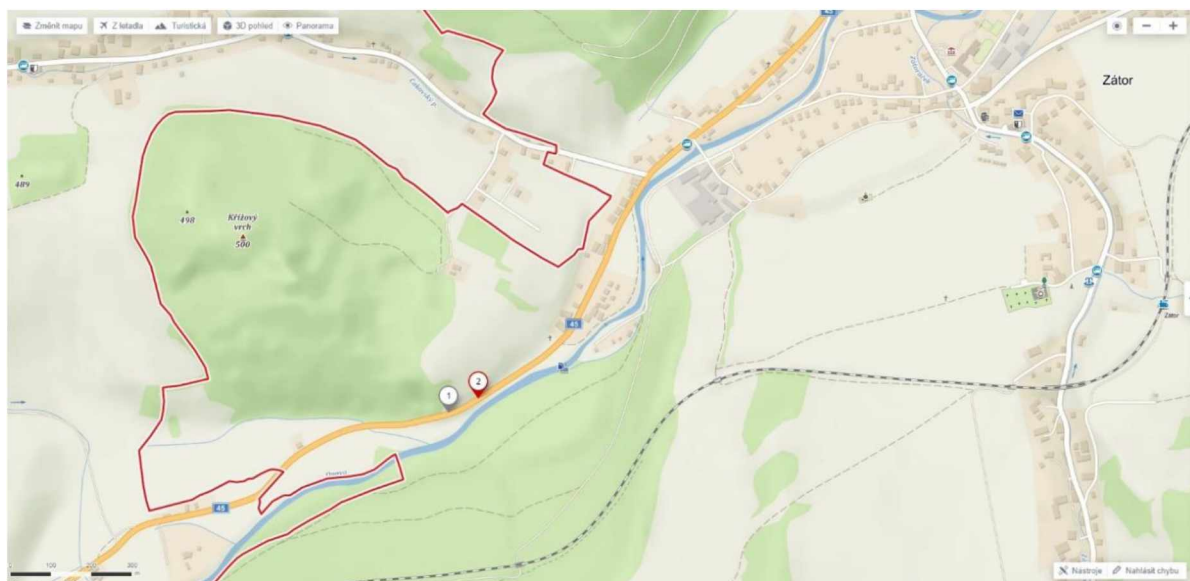 Změnit mapu
Z letadla
Turistická
3D pohled
Panorama
45
Zátor
489
498
Křížový
vrch
500
1
2
45
Zátor
45
100
200
300
Nástroje
Nahlásit chybu